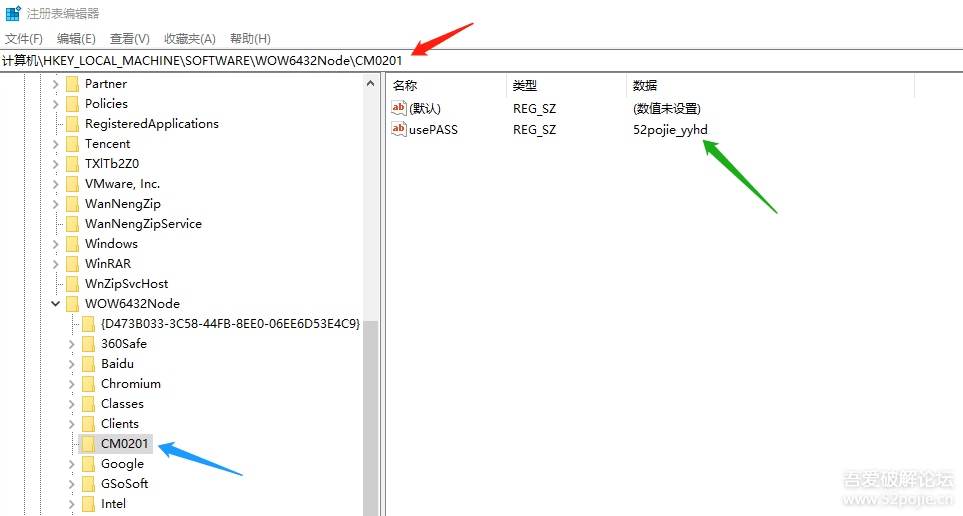 注册表编辑器
文件(F) 编辑(E) 查看(V) 收藏夹(A) 帮助(H)
计算机\HKEY_LOCAL_MACHINE\SOFTWARE\WOW6432Node\CM0201
Partner
Policies
RegisteredApplications
Tencent
TXlTb2Z0
VMware, Inc.
WanNengZip
WanNengZipService
Windows
WinRAR
WnZipSvcHost
WOW6432Node
{D473B033-3C58-44FB-8EE0-06EE6D53E4C9}
360Safe
Baidu
Chromium
Classes
Clients
CM0201
Google
GSoSoft
Intel
名称 类型 数据
ab (默认) REG_SZ (数值未设置)
ab usePASS REG_SZ 52pojie_yyhd
吾爱破解论坛
www.52pojie.cn